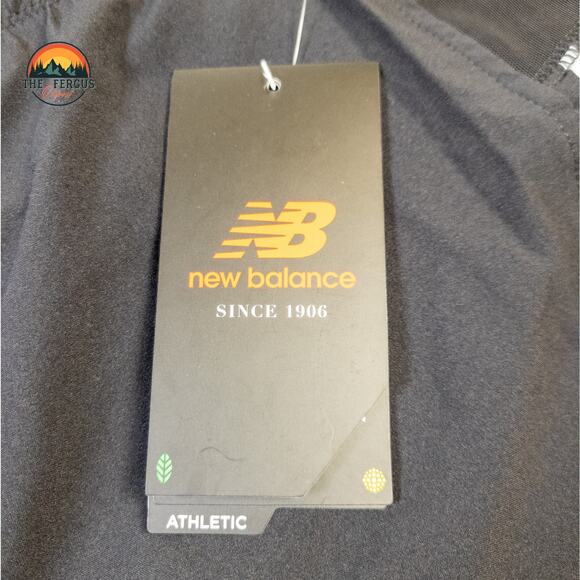 THE FERGUS
NB
new balance
SINCE 1906
ATHLETIC